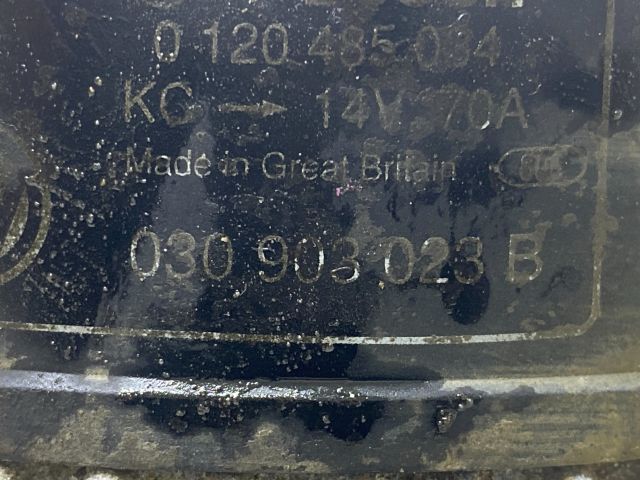 0 120 485 034
KC → 14V 70A
Made in Great Britain
030 903 023 B